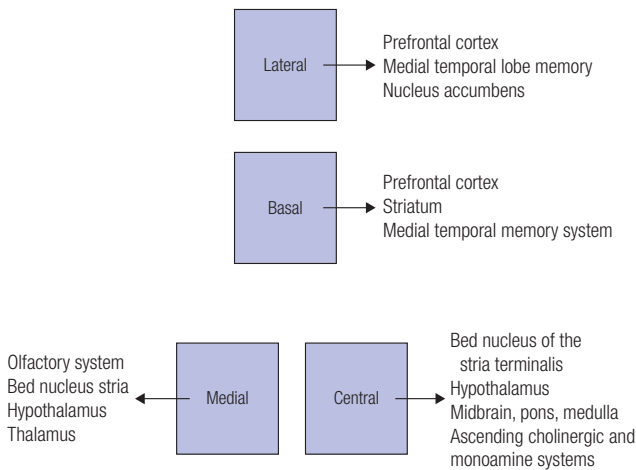 Lateral
Prefrontal cortex
Medial temporal lobe memory
Nucleus accumbens
Basal
Prefrontal cortex
Striatum
Medial temporal memory system
Olfactory system
Bed nucleus stria
Hypothalamus
Thalamus
Medial
Central
Bed nucleus of the
stria terminalis
Hypothalamus
Midbrain, pons, medulla
Ascending cholinergic and
monoamine systems